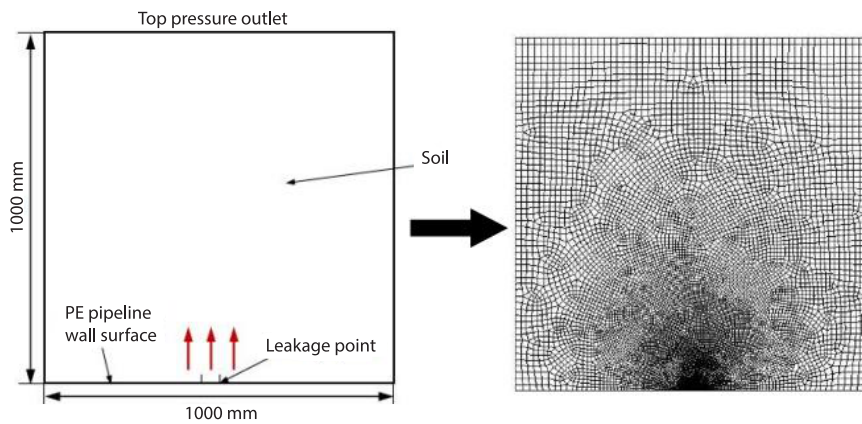 Top pressure outlet
Soil
1000 mm
PE pipeline
wall surface
Leakage point
1000 mm